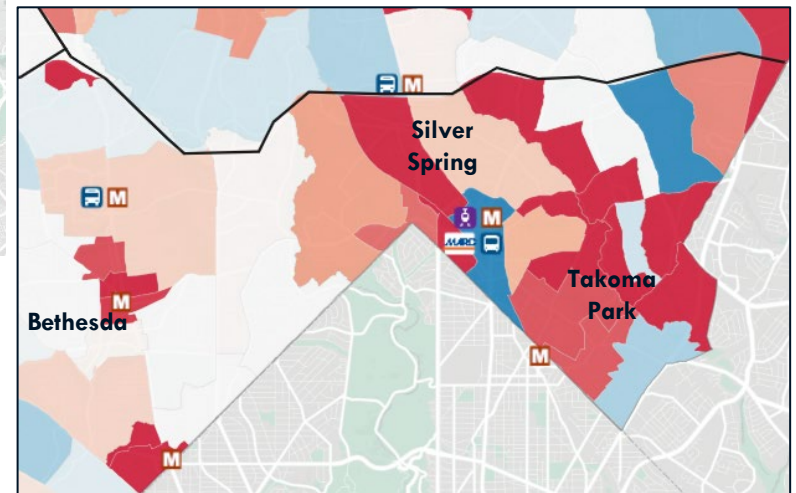 M
Silver
Spring
M
M
MARC
Takoma
Park
M
Bethesda
M
M